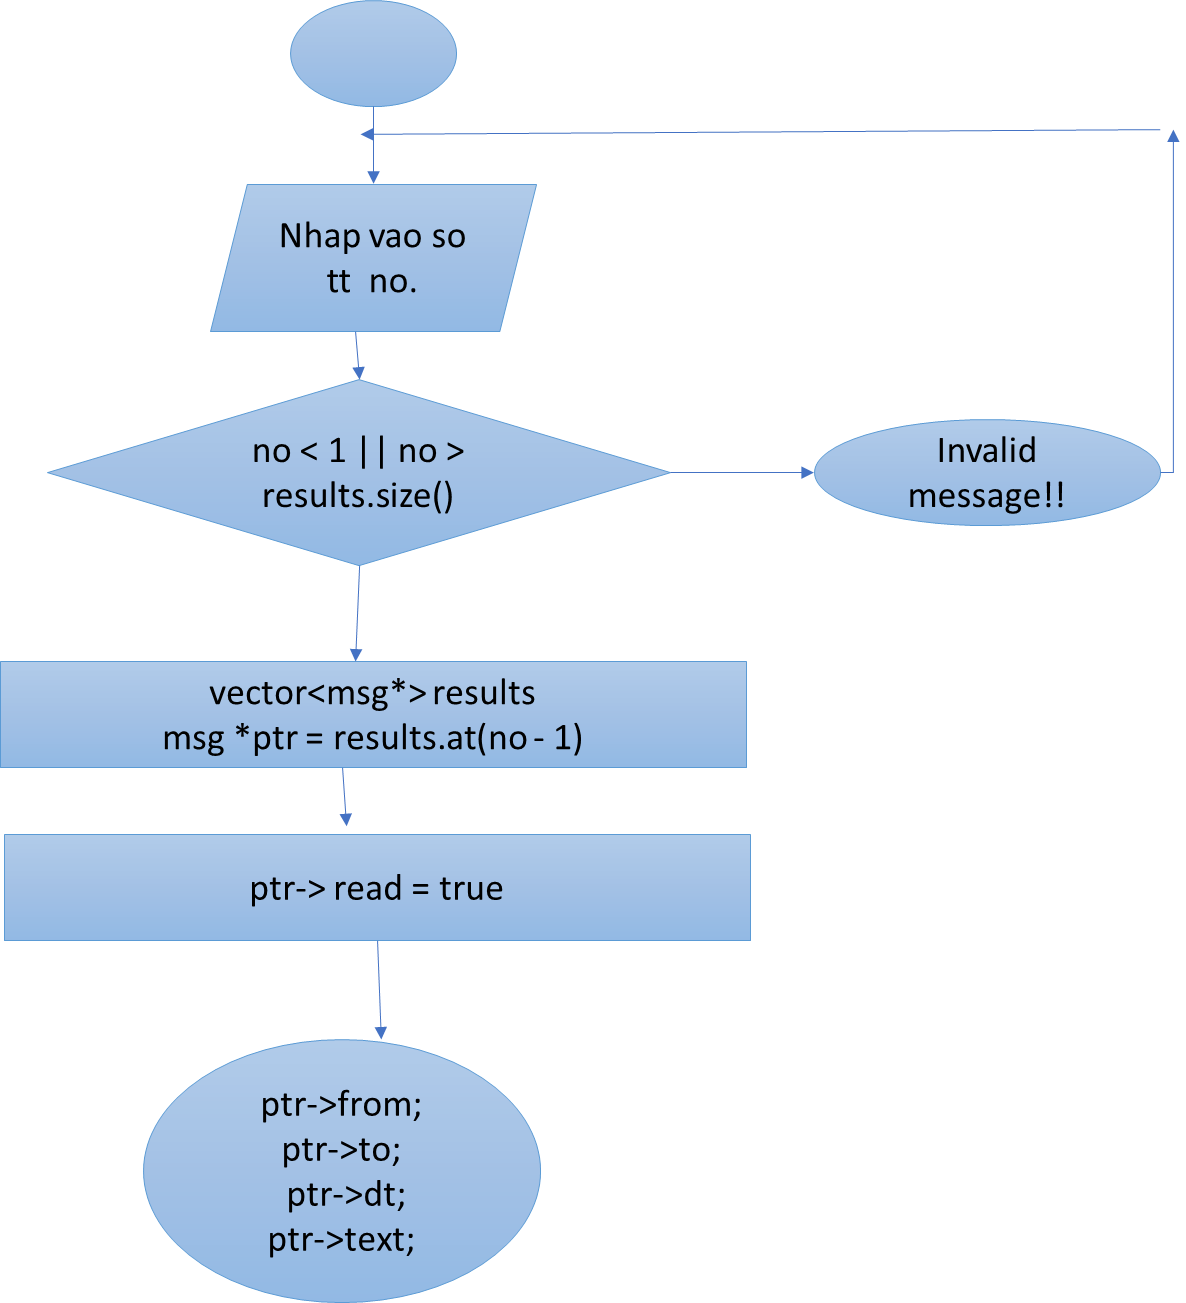 Nhap vao so
tt no.
no < 1 || no >
results.size()
Invalid
message!!
vector<msg*> results
msg *ptr = results.at(no - 1)
ptr-> read = true
ptr->from;
ptr->to;
ptr->dt;
ptr->text;